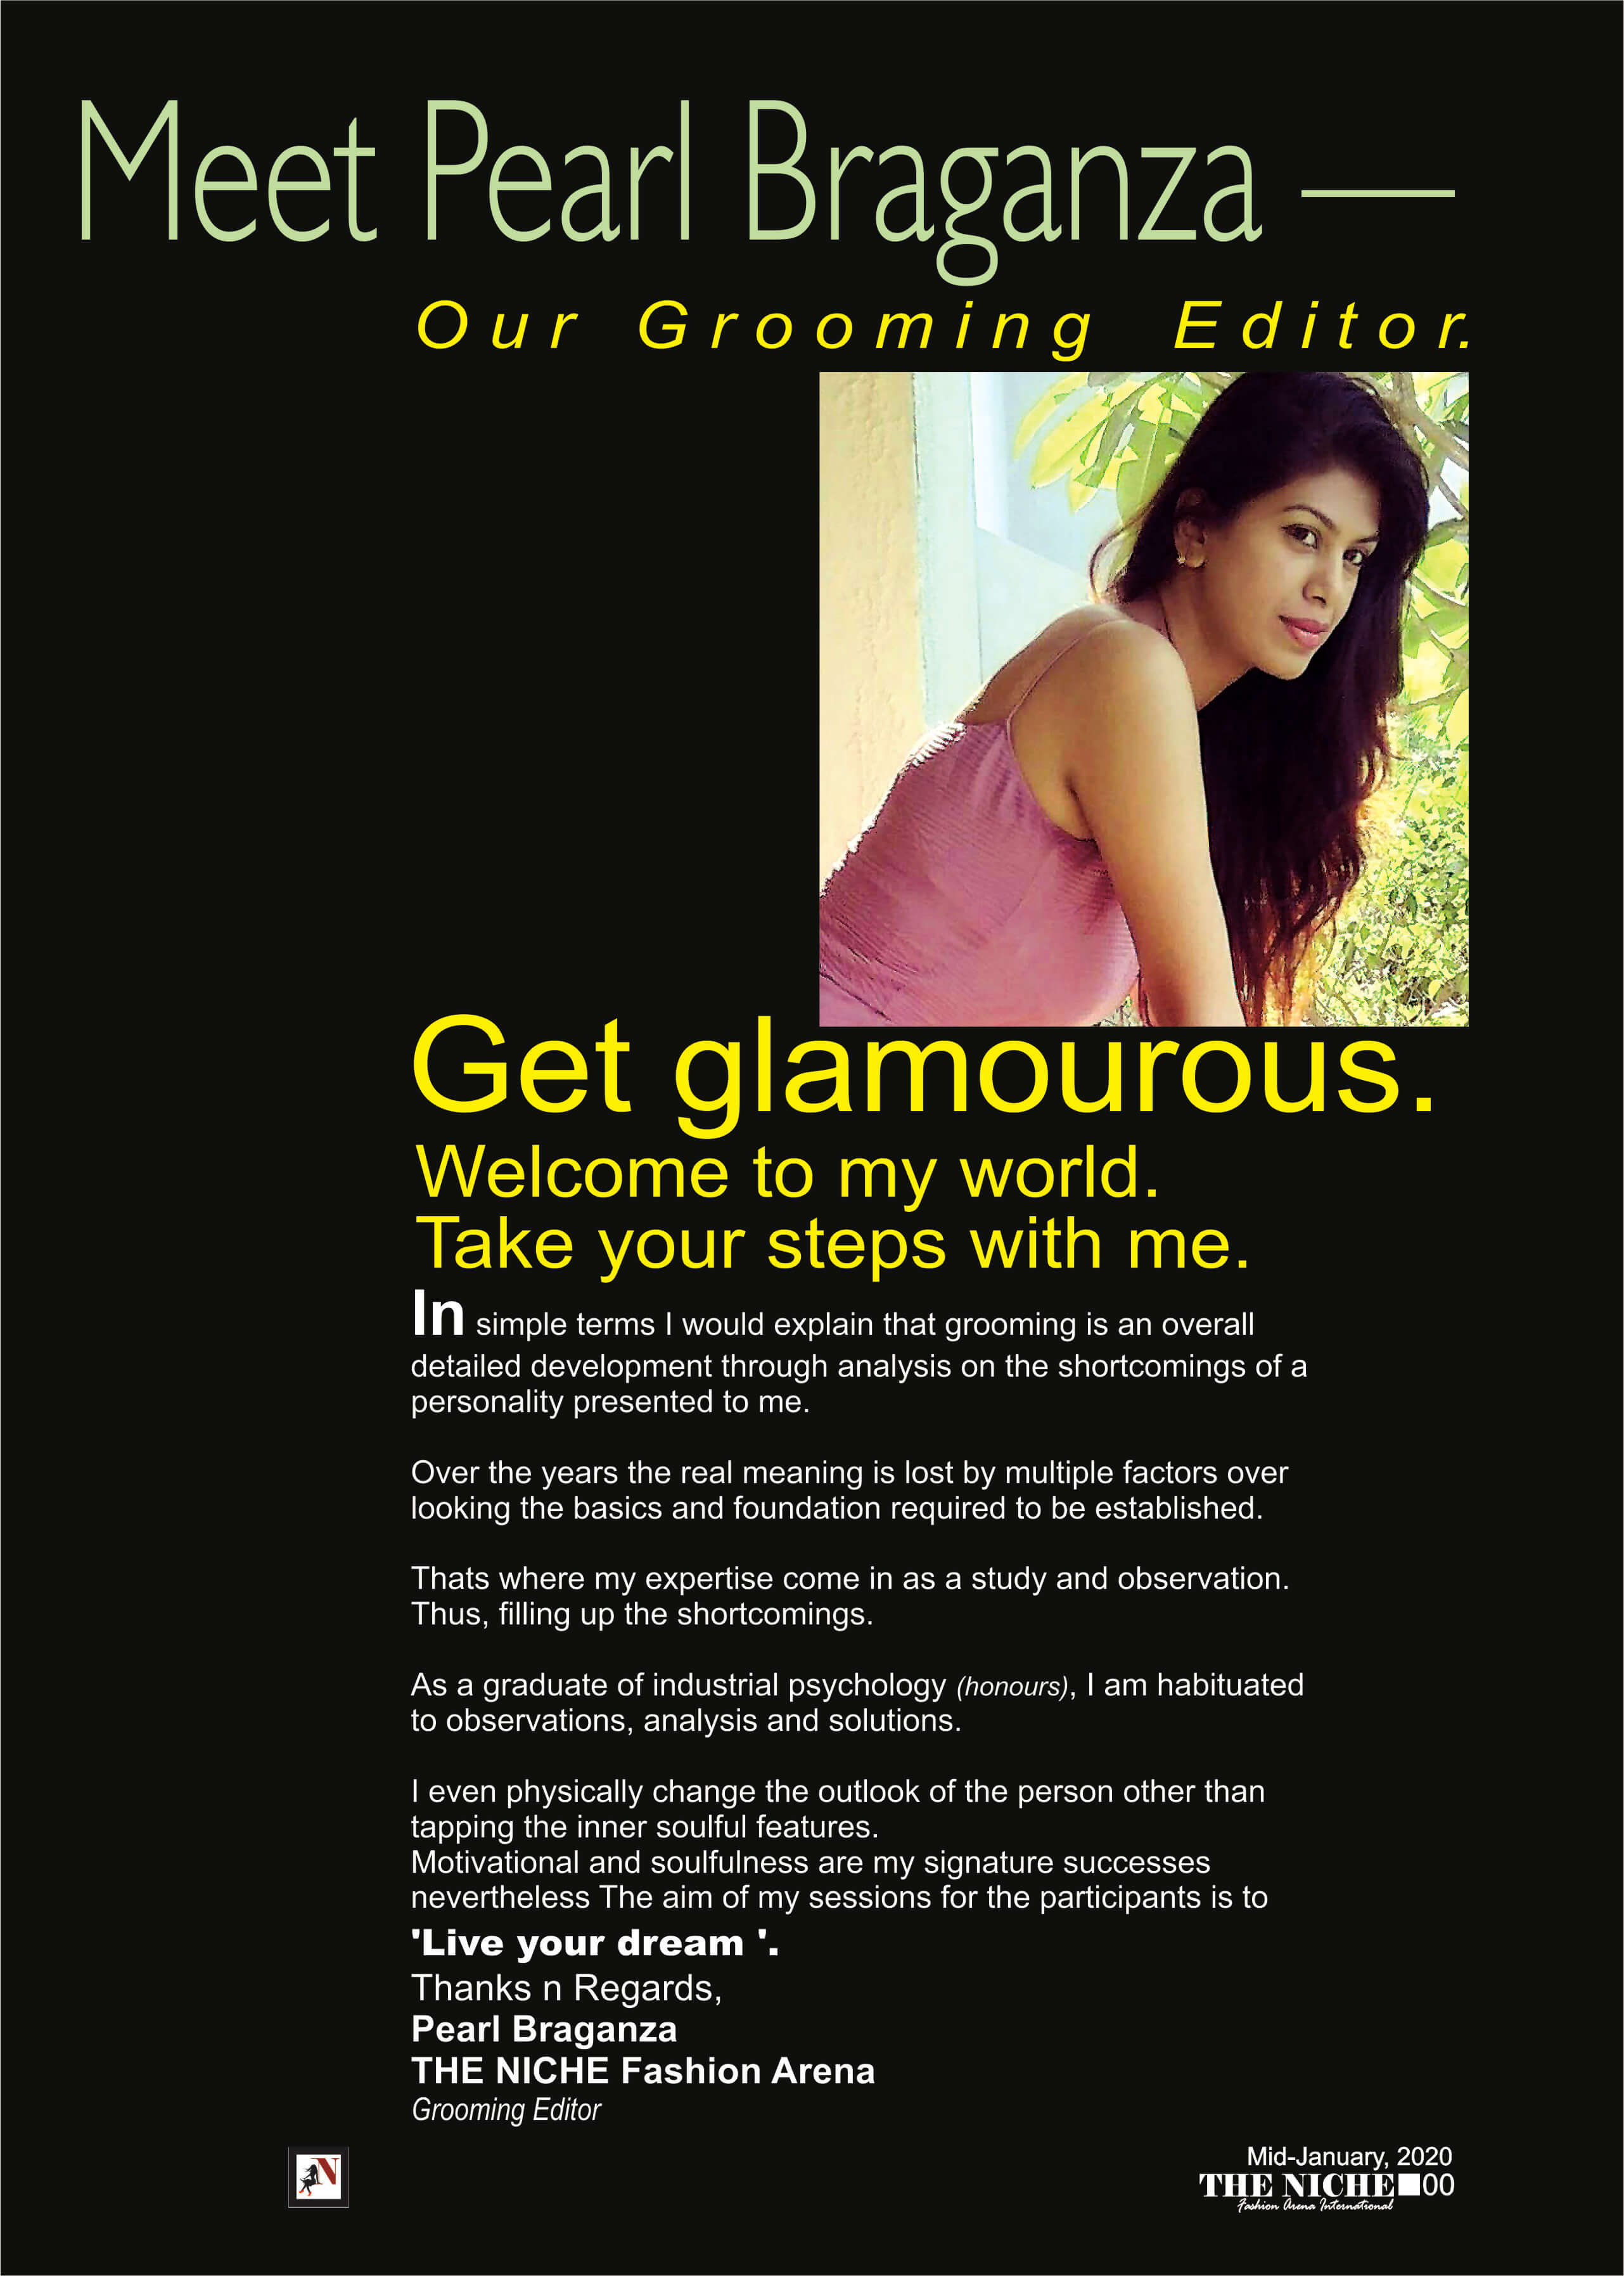 Meet Pearl Braganza —
Our Grooming Editor.
Get glamourous.
Welcome to my world.
Take your steps with me.
In simple terms I would explain that grooming is an overall
detailed development through analysis on the shortcomings of a
personality presented to me.
Over the years the real meaning is lost by multiple factors over
looking the basics and foundation required to be established.
Thats where my expertise come in as a study and observation.
Thus, filling up the shortcomings.
As a graduate of industrial psychology (honours), I am habituated
to observations, analysis and solutions.
I even physically change the outlook of the person other than
tapping the inner soulful features.
Motivational and soulfulness are my signature successes
nevertheless The aim of my sessions for the participants is to
'Live your dream '.
Thanks n Regards,
Pearl Braganza
THE NICHE Fashion Arena
Grooming Editor
N
Mid-January, 2020
THE NICHE■00
Fashion Arena International